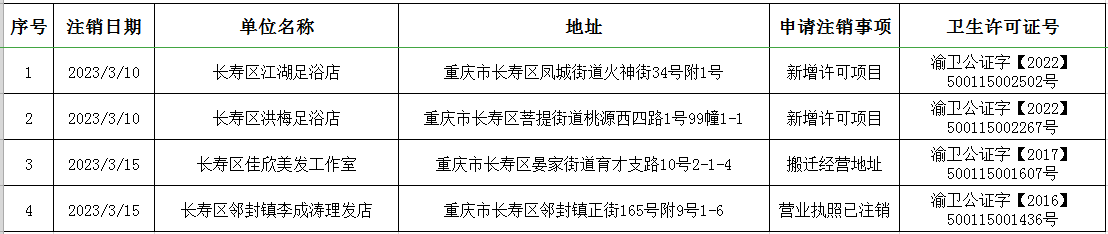 序号 注销日期 单位名称 地址 申请注销事项 卫生许可证号
1 2023/3/10 长寿区江湖足浴店 重庆市长寿区凤城街道火神街34号附1号 新增许可项目 渝卫公证字【2022】
500115002502号
2 2023/3/10 长寿区洪梅足浴店 重庆市长寿区菩提街道桃源西四路1号99幢1-1 新增许可项目 渝卫公证字【2022】
500115002267号
3 2023/3/15 长寿区佳欣美发工作室 重庆市长寿区晏家街道育才支路10号2-1-4 搬迁经营地址 渝卫公证字【2017】
500115001607号
4 2023/3/15 长寿区邻封镇李成涛理发店 重庆市长寿区邻封镇正街165号附9号1-6 营业执照已注销 渝卫公证字【2016】
500115001436号